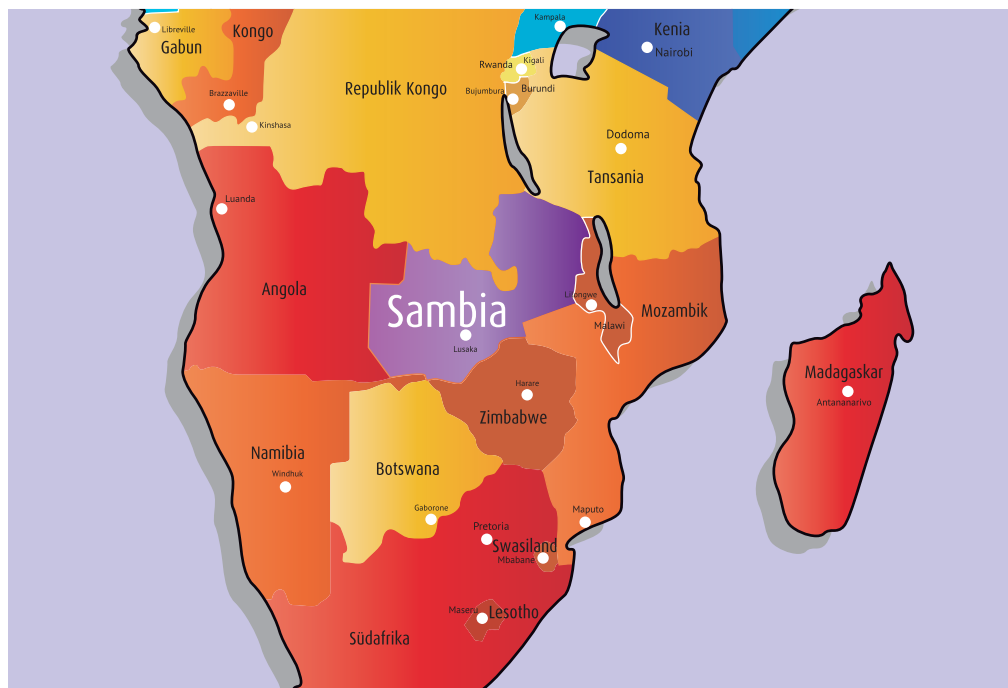 Kampala
Libreville
Kongo
Kenia
Gabun
Nairobi
Kigali
Rwanda
Republik Kongo
Brazzaville
Bujumbura
Burundi
Kinshasa
Dodoma
Tansania
Luanda
Angola
Lilongwe
Sambia
Mozambik
Malawi
Lusaka
Madagaskar
Harare
Antananarivo
Zimbabwe
Namibia
Botswana
Windhuk
Gaborone
Maputo
Pretoria
Swasiland
Mbabane
Maseru
Lesotho
Südafrika